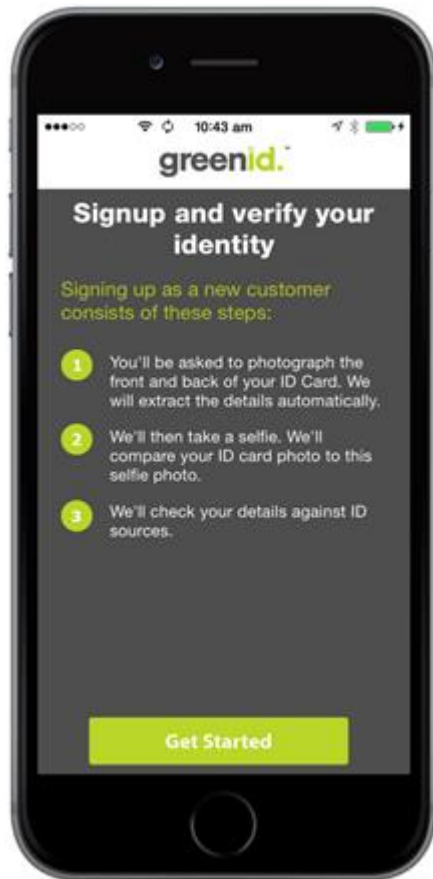 10:43 am
greenid.™
Signup and verify your
identity
Signing up as a new customer
consists of these steps:
1 You'll be asked to photograph the
front and back of your ID Card. We
will extract the details automatically.
2 We'll then take a selfie. We'll
compare your ID card photo to this
selfie photo.
3 We'll check your details against ID
sources.
Get Started